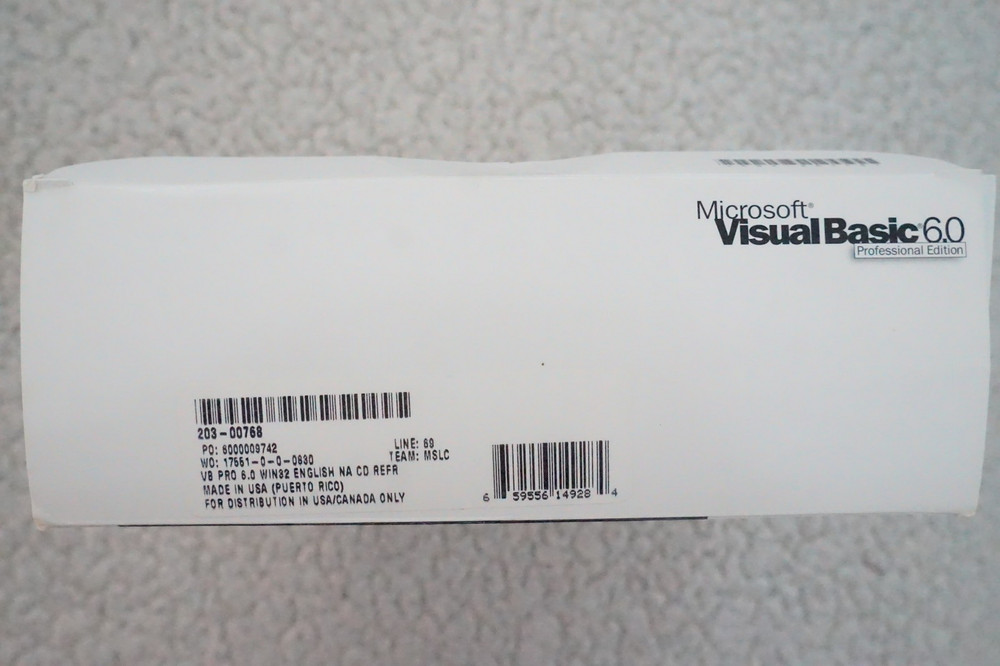 Microsoft®
Visual Basic® 6.0
Professional Edition
203-00768
PO: 6000009742 LINE: 69
WO: 17551-0-0-0630 TEAM: MSLC
VB PRO 6.0 WIN32 ENGLISH NA CD REFR
MADE IN USA (PUERTO RICO)
FOR DISTRIBUTION IN USA/CANADA ONLY
6 59556 14928 4